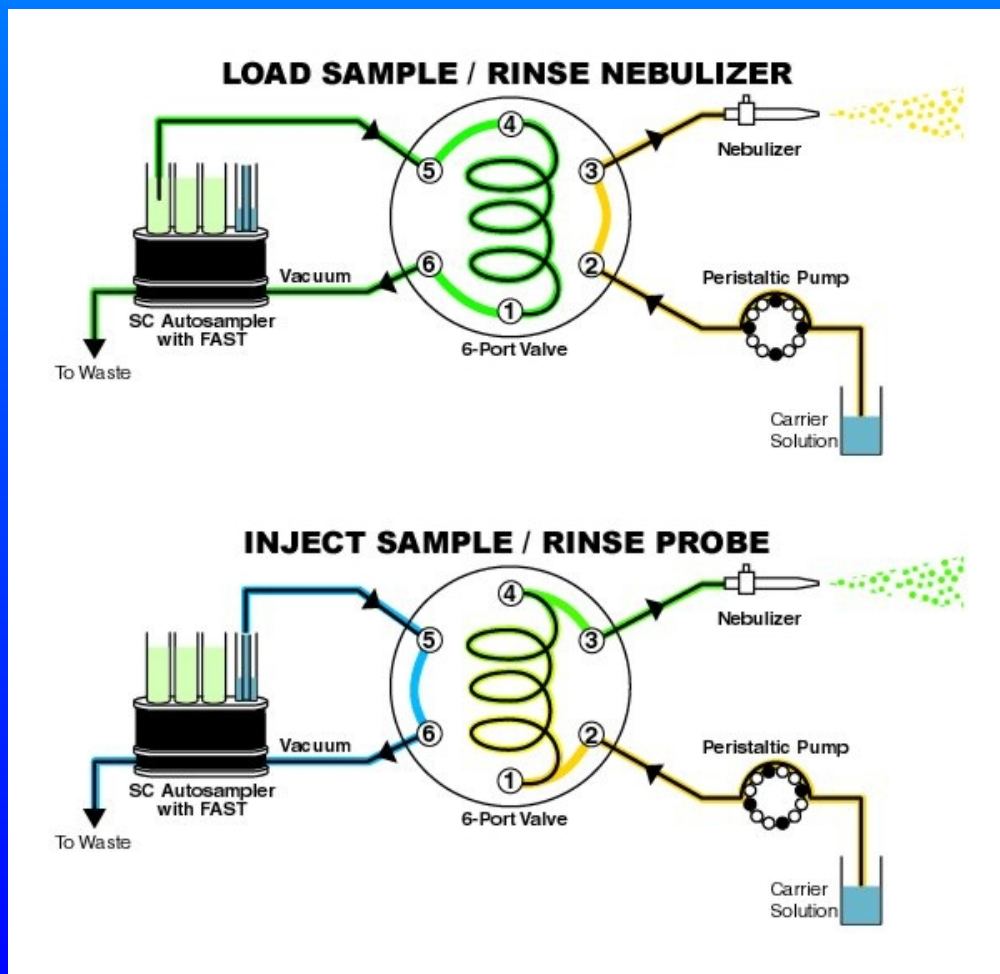 LOAD SAMPLE / RINSE NEBULIZER
4
5
3
Nebulizer
6
2
Vacuum
Peristaltic Pump
1
SC Autosampler
with FAST
6-Port Valve
To Waste
Carrier
Solution
INJECT SAMPLE / RINSE PROBE
4
Nebulizer
5
3
6
2
Vacuum
Peristaltic Pump
1
SC Autosampler
with FAST
6-Port Valve
To Waste
Carrier
Solution